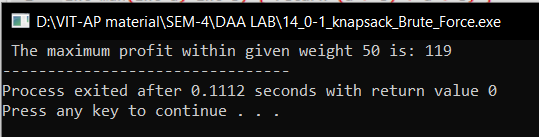 D:\VIT-AP material\SEM-4\DAA LAB\14_0-1_knapsack_Brute_Force.exe
The maximum profit within given weight 50 is: 119
--------------------------------
Process exited after 0.1112 seconds with return value 0
Press any key to continue . . .